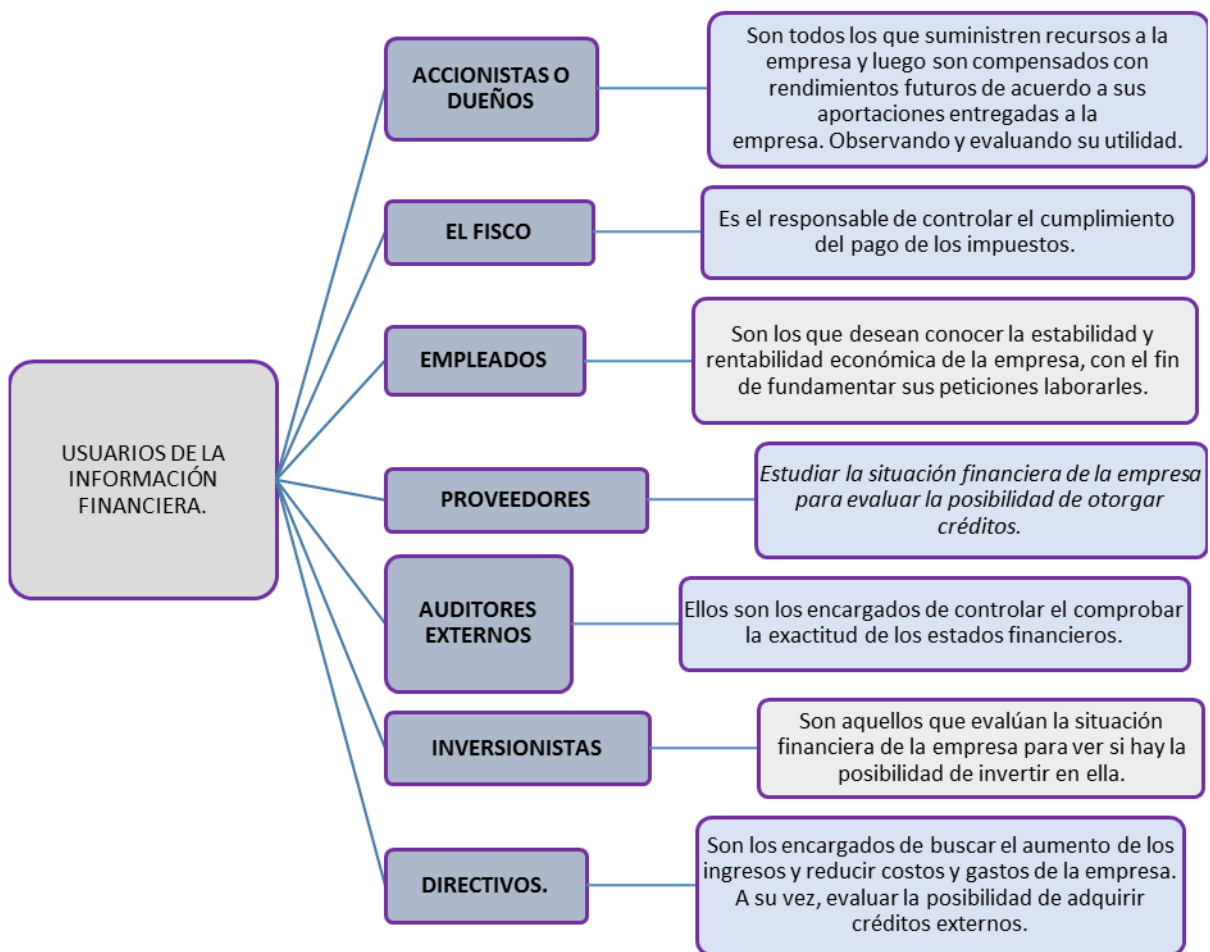 USUARIOS DE LA
INFORMACIÓN
FINANCIERA.
ACCIONISTAS O
DUEÑOS
Son todos los que suministren recursos a la
empresa y luego son compensados con
rendimientos futuros de acuerdo a sus
aportaciones entregadas a la
empresa. Observando y evaluando su utilidad.
EL FISCO
Es el responsable de controlar el cumplimiento
del pago de los impuestos.
EMPLEADOS
Son los que desean conocer la estabilidad y
rentabilidad económica de la empresa, con el fin
de fundamentar sus peticiones laborarles.
PROVEEDORES
Estudiar la situación financiera de la empresa
para evaluar la posibilidad de otorgar
créditos.
AUDITORES
EXTERNOS
Ellos son los encargados de controlar el comprobar
la exactitud de los estados financieros.
INVERSIONISTAS
Son aquellos que evalúan la situación
financiera de la empresa para ver si hay la
posibilidad de invertir en ella.
DIRECTIVOS.
Son los encargados de buscar el aumento de los
ingresos y reducir costos y gastos de la empresa.
A su vez, evaluar la posibilidad de adquirir
créditos externos.